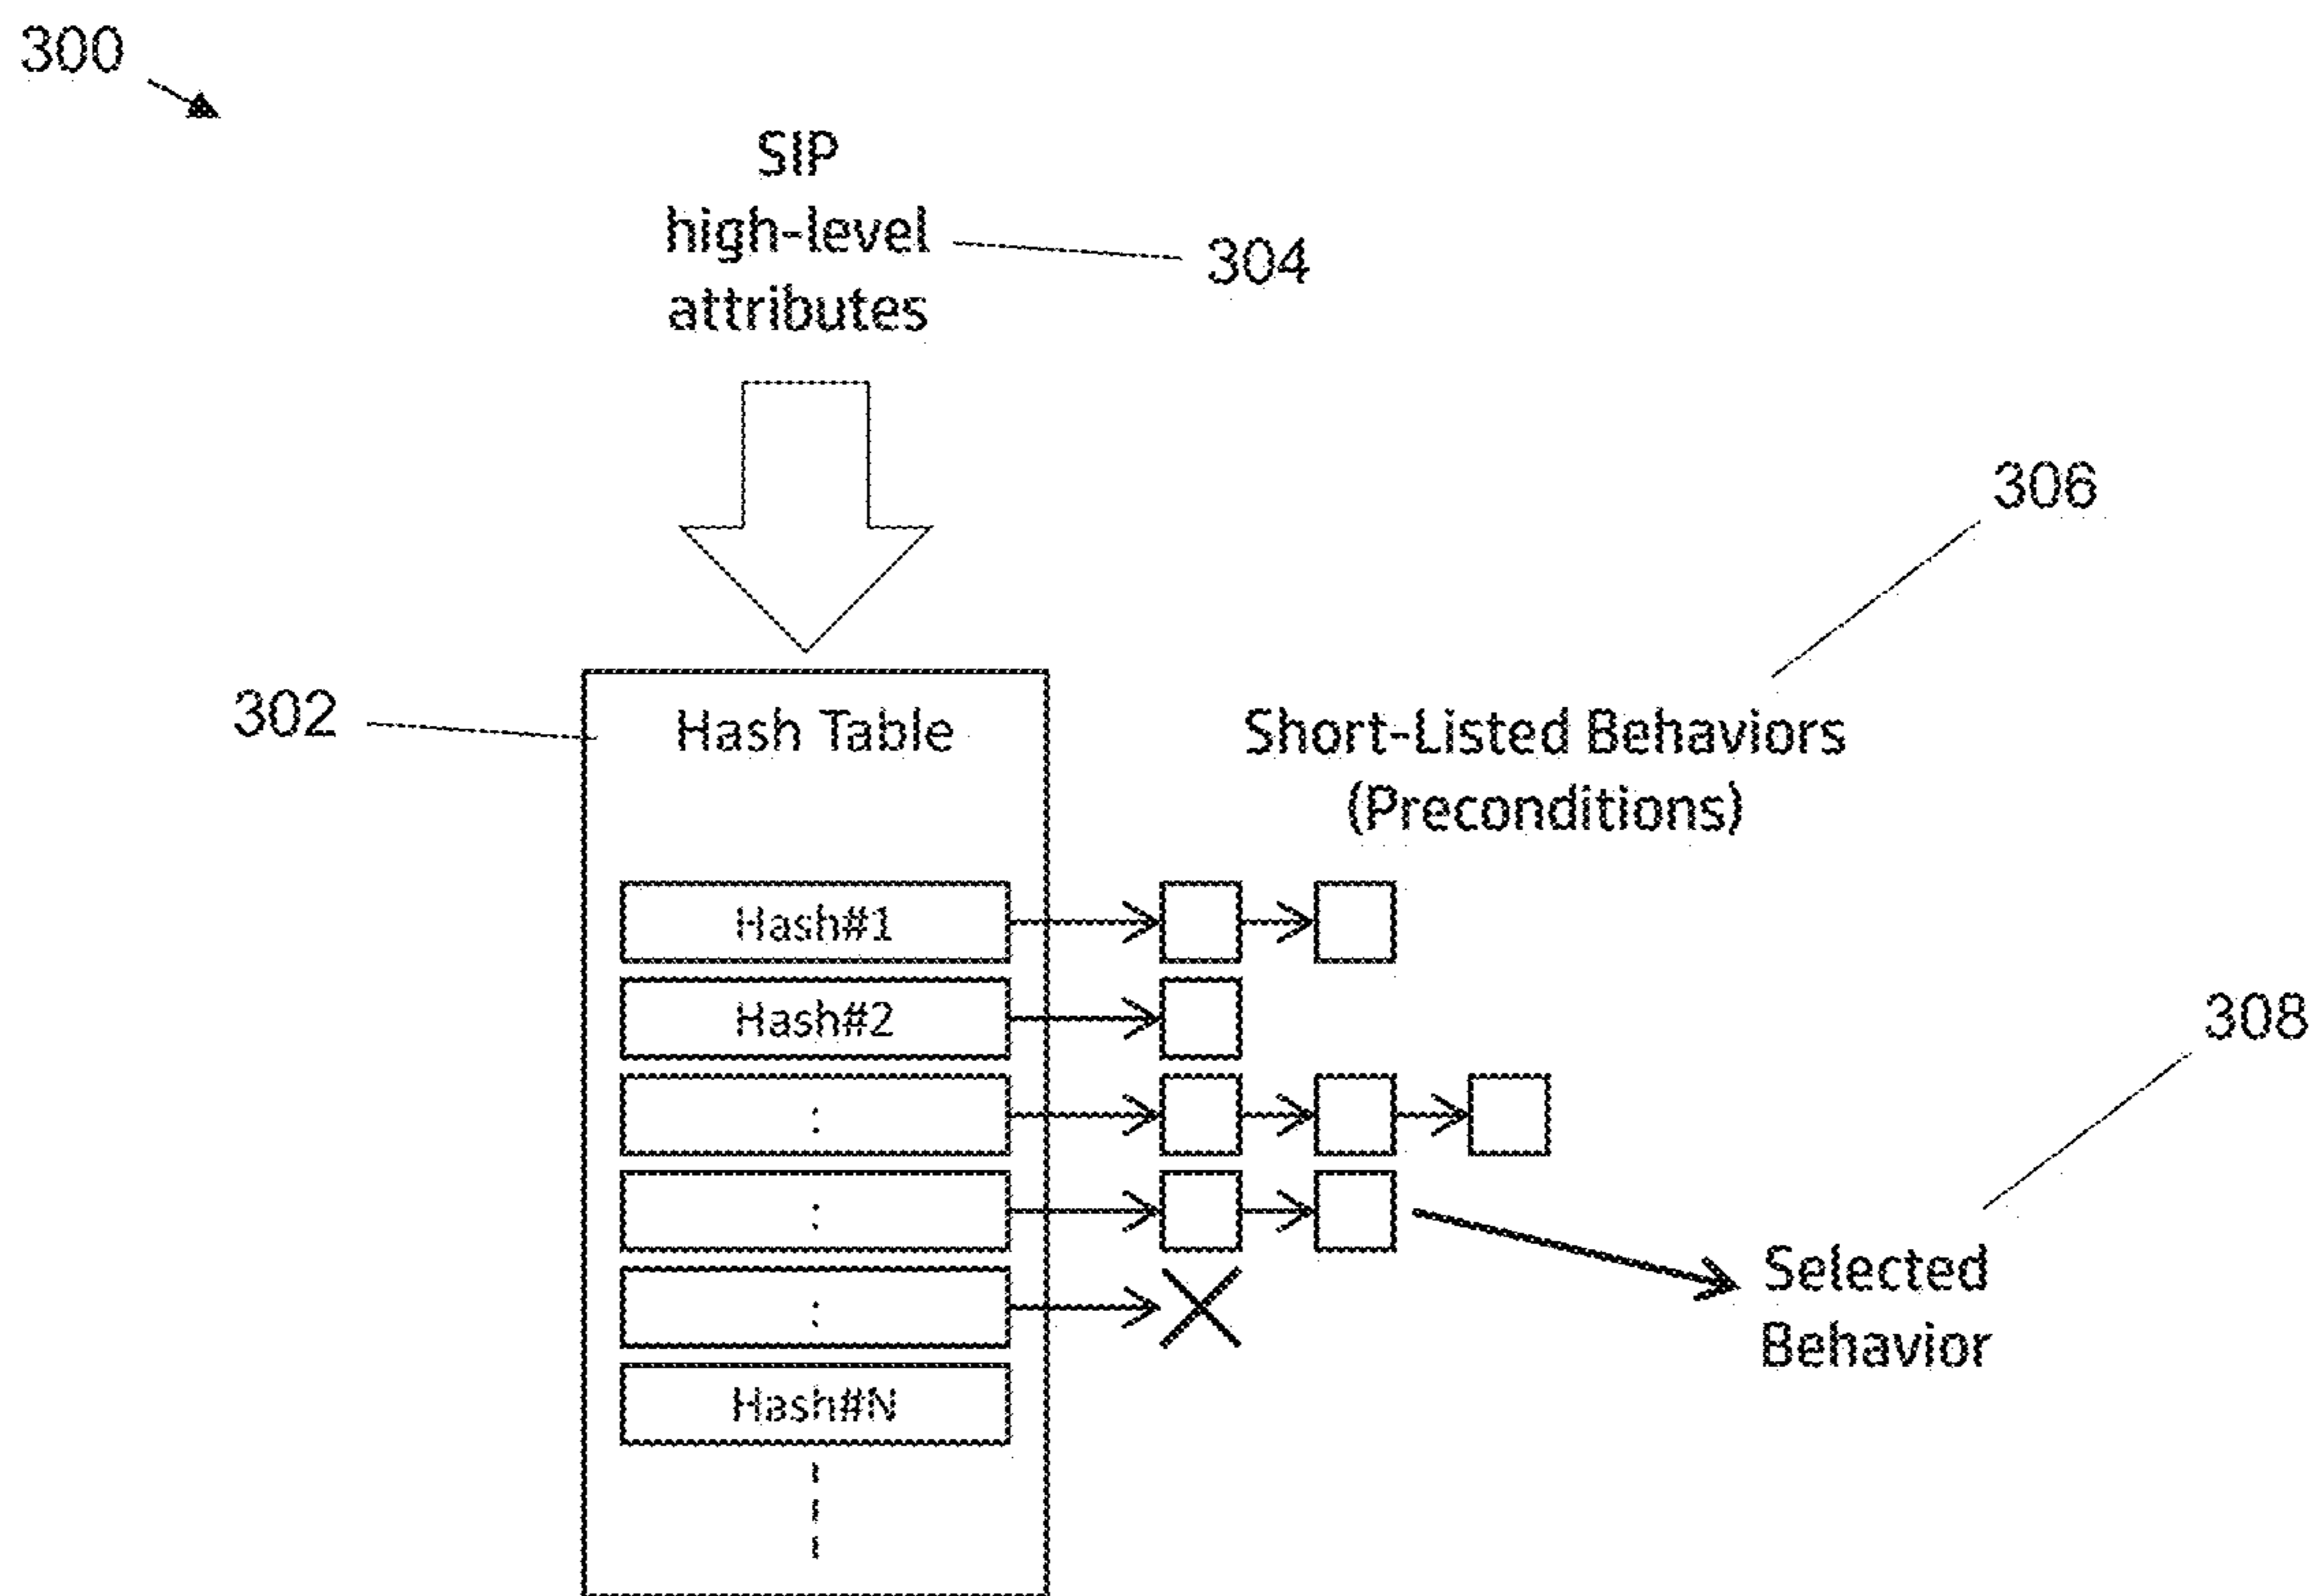 300
SIP
high-level
attributes
304
306
302
Hash Table
Short-Listed Behaviors
(Preconditions)
Hash#1
Hash#2
:
:
:
Hash#N
308
Selected
Behavior